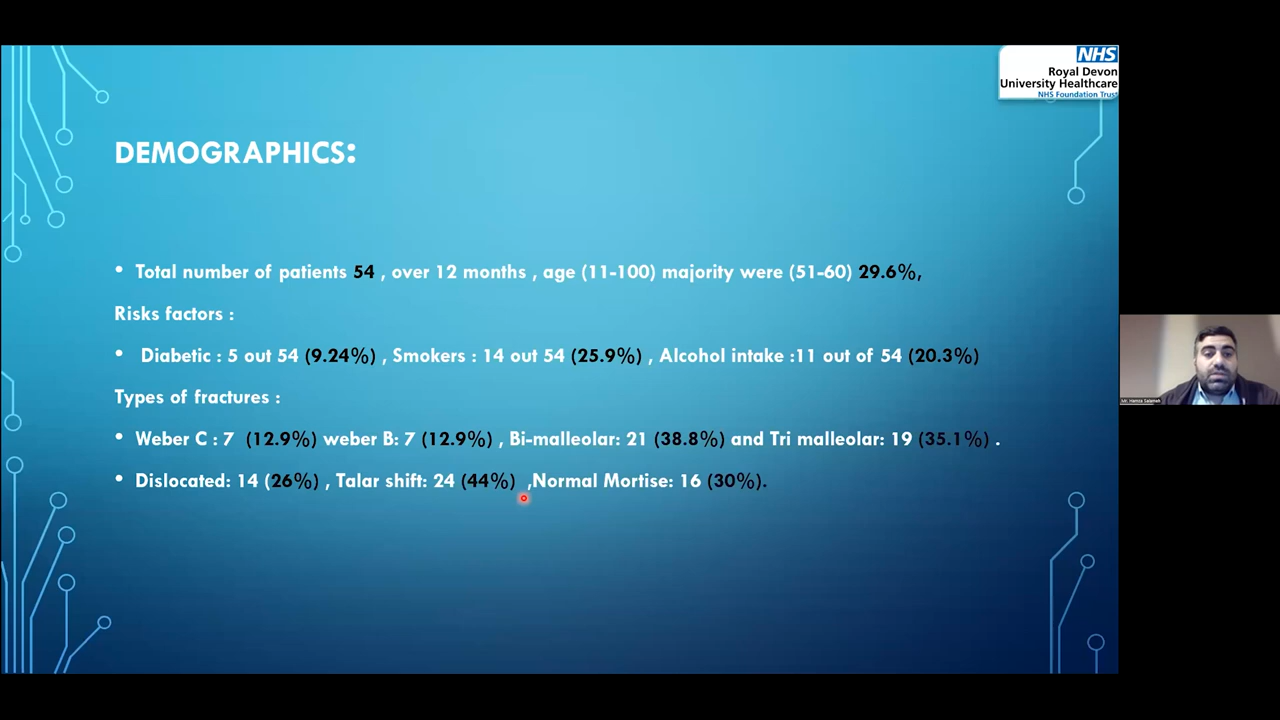 NHS
Royal Devon
University Healthcare
NHS Foundation Trust
DEMOGRAPHICS:
• Total number of patients 54 , over 12 months , age (11-100) majority were (51-60) 29.6%,
Risks factors :
• Diabetic : 5 out 54 (9.24%) , Smokers : 14 out 54 (25.9%) , Alcohol intake :11 out of 54 (20.3%)
Types of fractures :
• Weber C : 7 (12.9%) weber B: 7 (12.9%) , Bi-malleolar: 21 (38.8%) and Tri malleolar: 19 (35.1%) .
• Dislocated: 14 (26%) , Talar shift: 24 (44%) ,Normal Mortise: 16 (30%).
Mr. Hamza